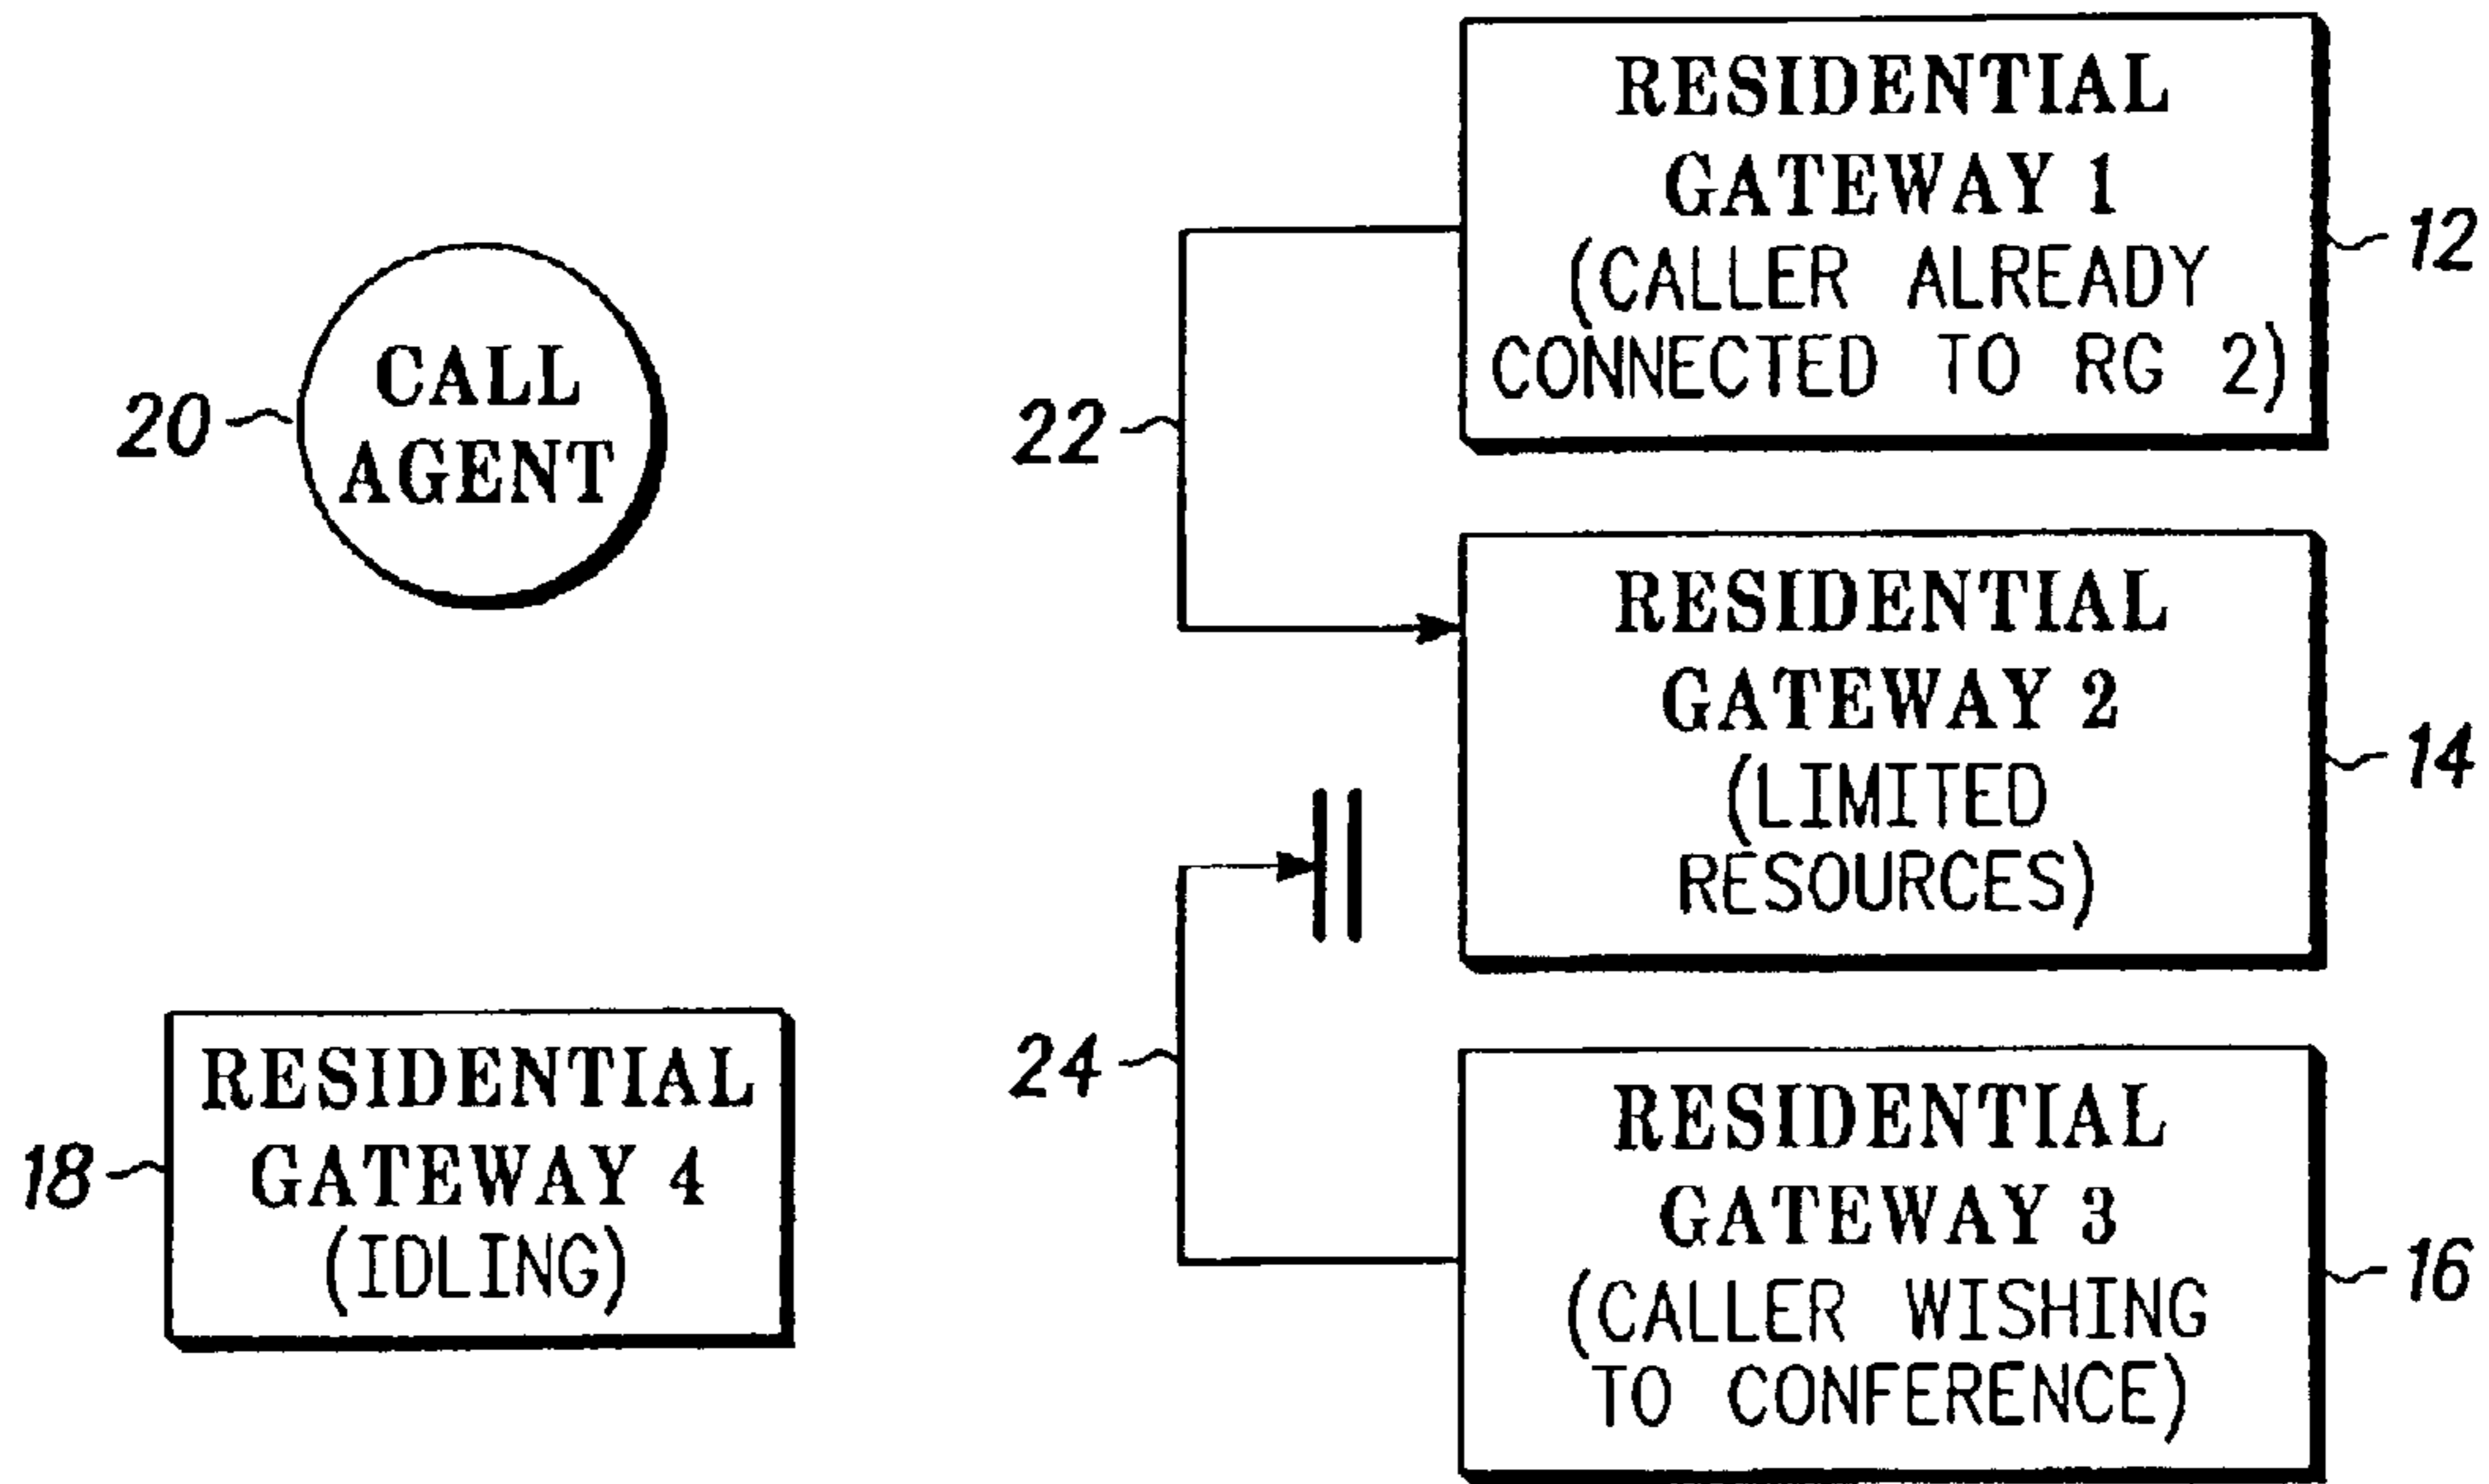 RESIDENTIAL
GATEWAY 1
(CALLER ALREADY
CONNECTED TO RG 2)
12
CALL
AGENT
20
22
RESIDENTIAL
GATEWAY 2
(LIMITED
RESOURCES)
14
RESIDENTIAL
GATEWAY 4
(IDLING)
18
24
RESIDENTIAL
GATEWAY 3
(CALLER WISHING
TO CONFERENCE)
16